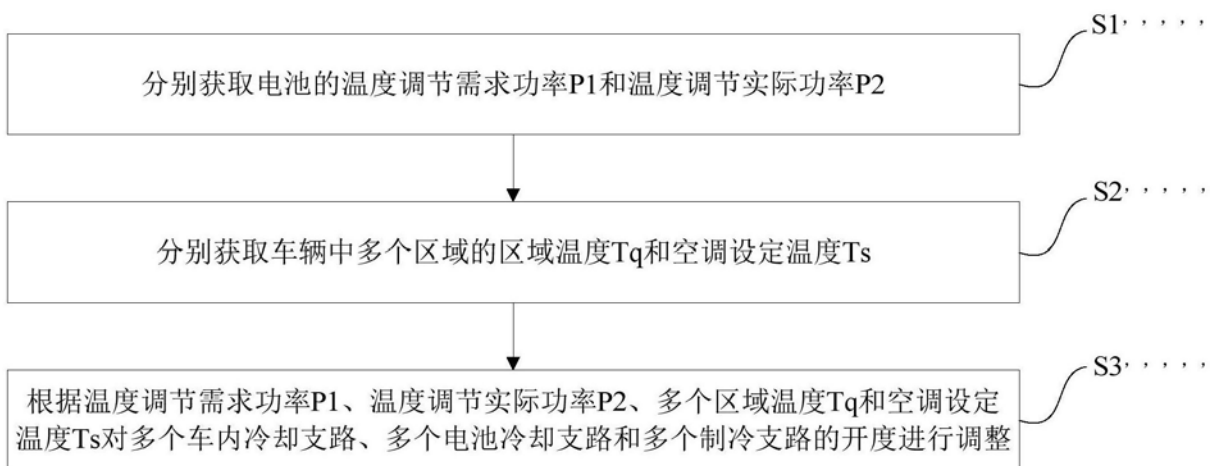 S1，，，，，
分别获取电池的温度调节需求功率P1和温度调节实际功率P2
S2，，，，，
分别获取车辆中多个区域的区域温度Tq和空调设定温度Ts
S3，，，，，
根据温度调节需求功率P1、温度调节实际功率P2、多个区域温度Tq和空调设定
温度Ts对多个车内冷却支路、多个电池冷却支路和多个制冷支路的开度进行调整